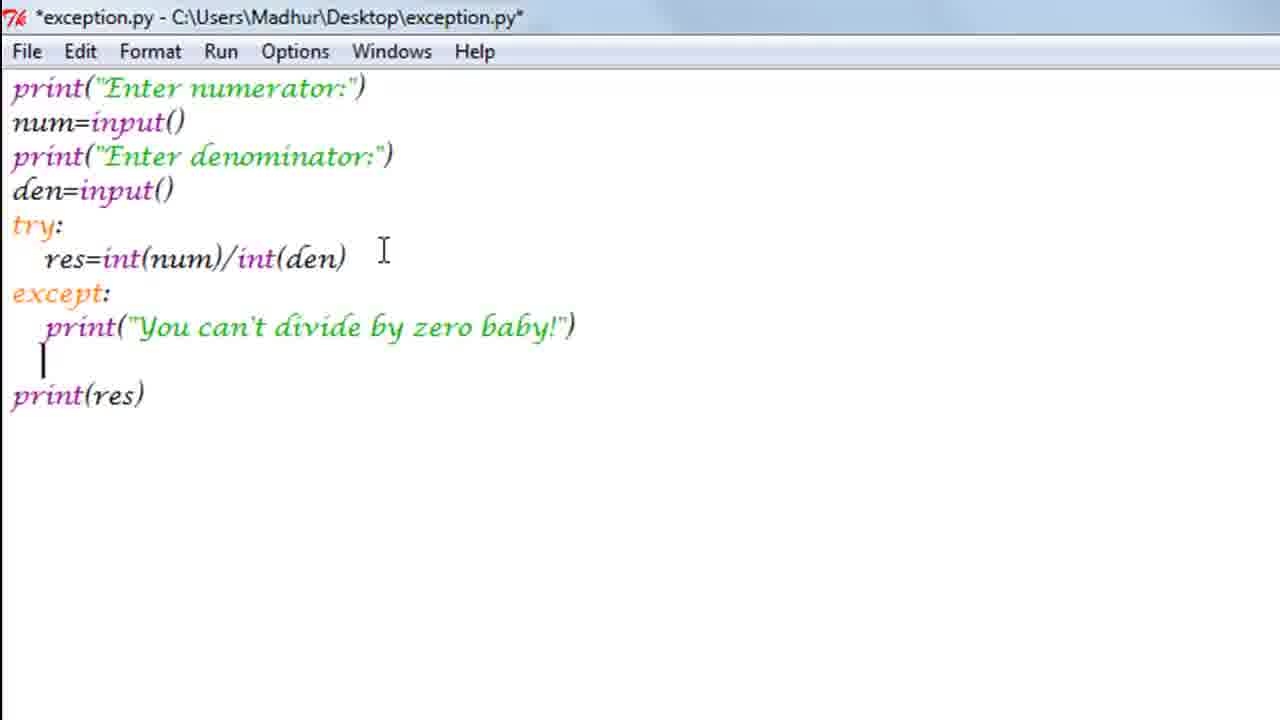 *exception.py - C:\Users\Madhur\Desktop\exception.py*
File Edit Format Run Options Windows Help
print("Enter numerator:")
num=input()
print("Enter denominator:")
den=input()
try:
    res=int(num)/int(den)
except:
    print("You can't divide by zero baby!")
print(res)